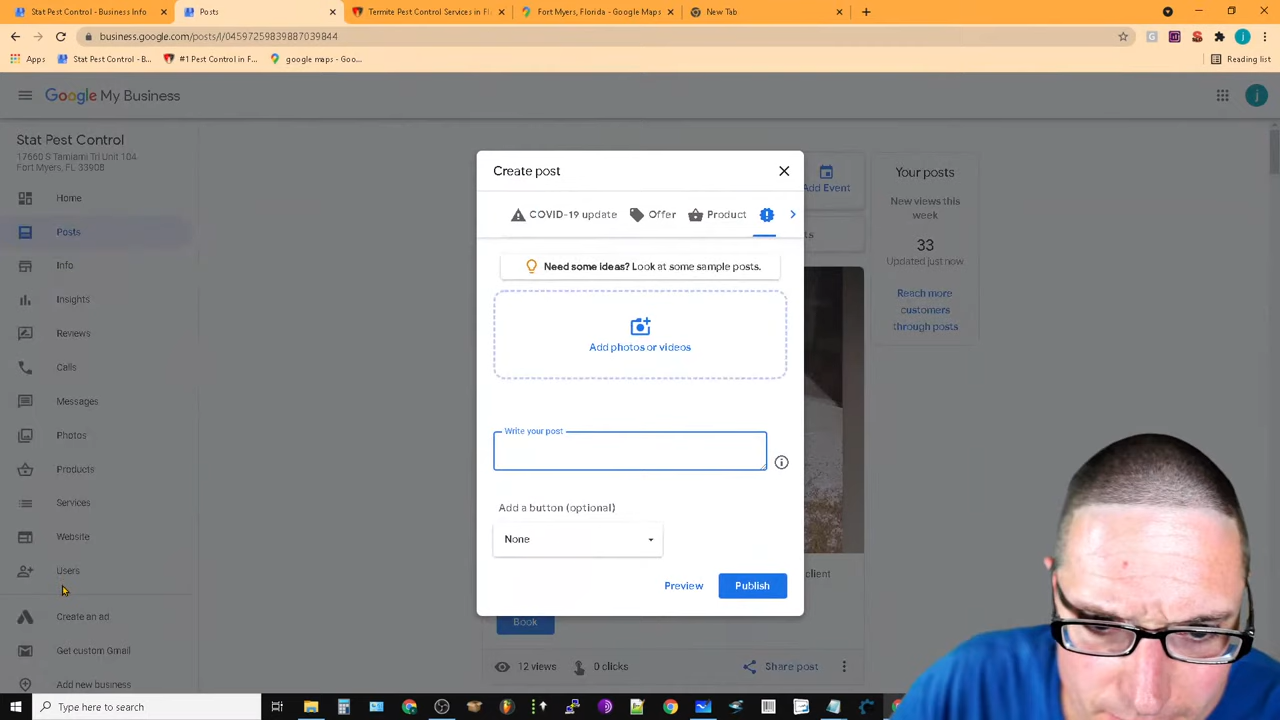 Stat Pest Control - Business Info
Posts
Termite Pest Control Services in Fl
Fort Myers, Florida - Google Maps
New Tab
business.google.com/posts/l/04597259839887039844
Apps
Stat Pest Control - B...
#1 Pest Control in F...
google maps - Goo...
Reading list
Google My Business
j
Stat Pest Control
17660 S Tamiami Trl Unit 104
Fort Myers, FL 33908
Home
Posts
Info
Insights
Reviews
Calls
Messages
Photos
Products
Services
Website
Users
Create an ad
Get custom Gmail
Add new business
Create post
COVID-19 update
Offer
Product
Need some ideas? Look at some sample posts.
Add photos or videos
Write your post
Add a button (optional)
None
Preview
Publish
Add Event
ts
client
Book
12 views
0 clicks
Share post
Your posts
New views this
week
33
Updated just now
Reach more
customers
through posts
Type here to search